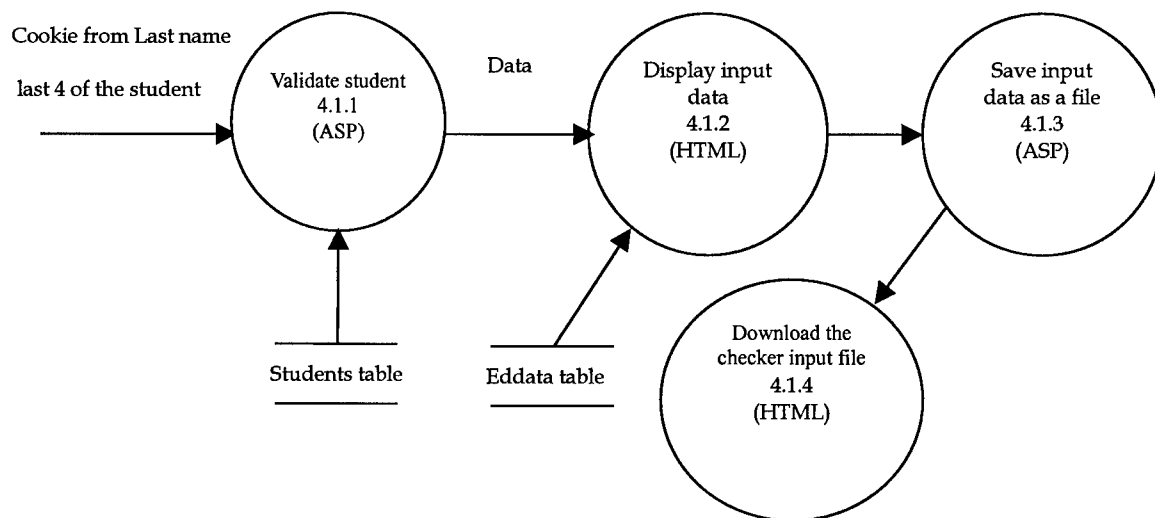 Cookie from Last name
last 4 of the student
Validate student
4.1.1
(ASP)
Data
Display input
data
4.1.2
(HTML)
Save input
data as a file
4.1.3
(ASP)
Students table
Eddata table
Download the
checker input file
4.1.4
(HTML)